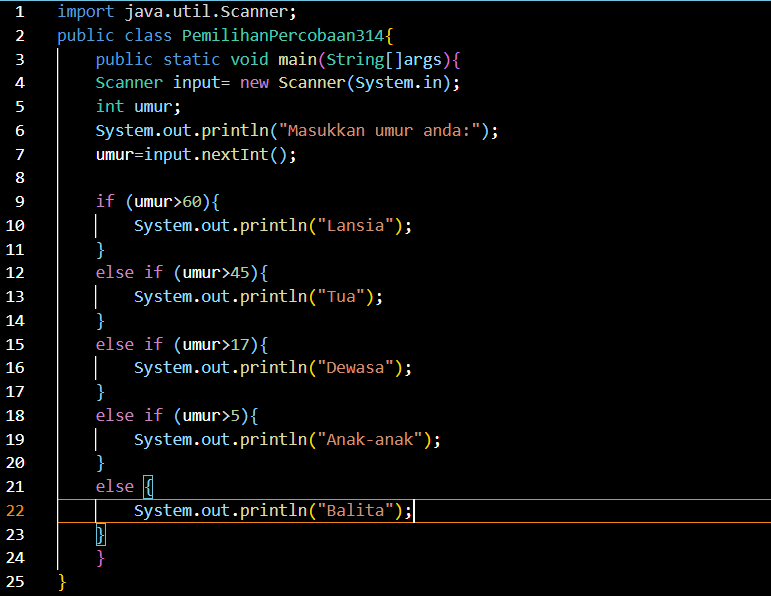 1 import java.util.Scanner;
2 public class PemilihanPercobaan314{
3     public static void main(String[]args){
4     Scanner input= new Scanner(System.in);
5     int umur;
6     System.out.println("Masukkan umur anda:");
7     umur=input.nextInt();
8
9     if (umur>60){
10         System.out.println("Lansia");
11     }
12     else if (umur>45){
13         System.out.println("Tua");
14     }
15     else if (umur>17){
16         System.out.println("Dewasa");
17     }
18     else if (umur>5){
19         System.out.println("Anak-anak");
20     }
21     else {
22         System.out.println("Balita");
23     }
24     }
25 }